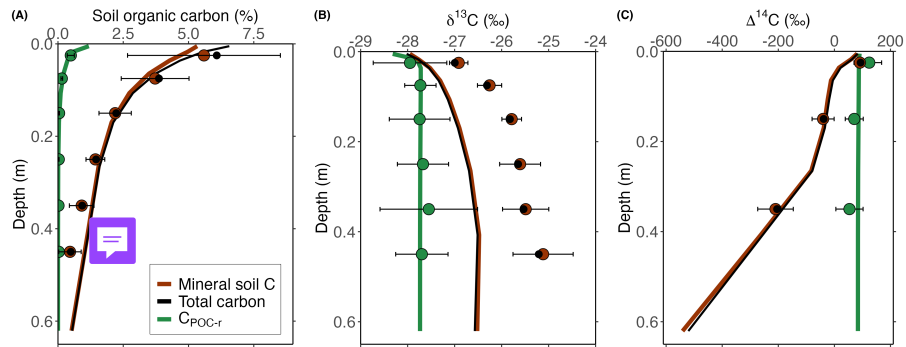 (A)
Soil organic carbon (%)
0.0 2.5 5.0 7.5
0.0
0.2
0.4
0.6
Depth (m)
Mineral soil C
Total carbon
CPOC-r
(B)
δ13C (‰)
-29 -28 -27 -26 -25 -24
0.0
0.2
0.4
0.6
Depth (m)
(C)
Δ14C (‰)
-600 -400 -200 0 200
0.0
0.2
0.4
0.6
Depth (m)